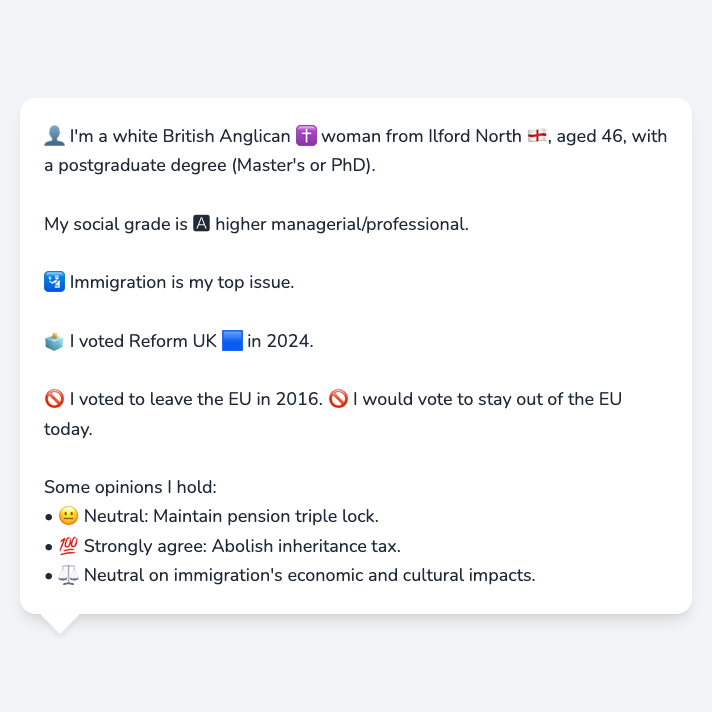 👤 I'm a white British Anglican ✝️ woman from Ilford North 🏴󠁧󠁢󠁥󠁮󠁧󠁿, aged 46, with
a postgraduate degree (Master's or PhD).
My social grade is 🅰 higher managerial/professional.
🛂 Immigration is my top issue.
🗳️ I voted Reform UK 🟦 in 2024.
🚫 I voted to leave the EU in 2016. 🚫 I would vote to stay out of the EU
today.
Some opinions I hold:
• 😐 Neutral: Maintain pension triple lock.
• 💯 Strongly agree: Abolish inheritance tax.
• ⚖️ Neutral on immigration's economic and cultural impacts.